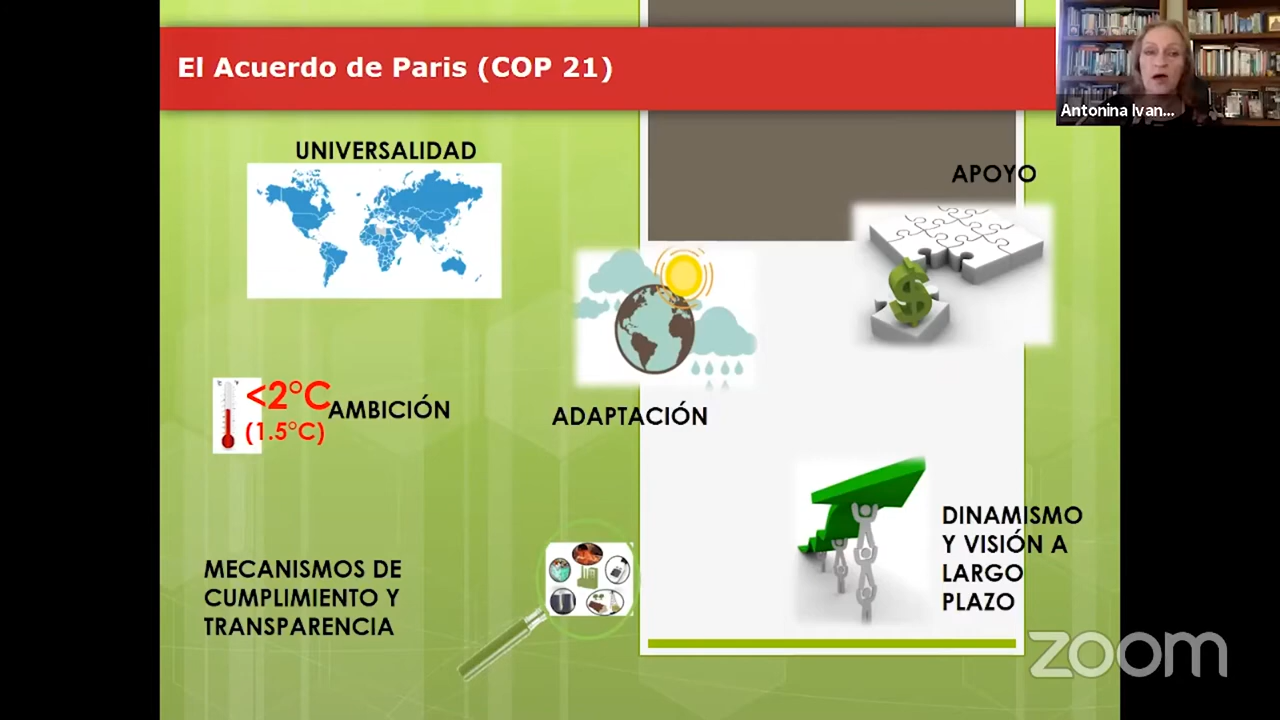 El Acuerdo de Paris (COP 21)
Antonina Ivan...
UNIVERSALIDAD
APOYO
<2°C
(1.5°C)
AMBICIÓN
ADAPTACIÓN
DINAMISMO
Y VISIÓN A
LARGO
PLAZO
MECANISMOS DE
CUMPLIMIENTO Y
TRANSPARENCIA
zoom